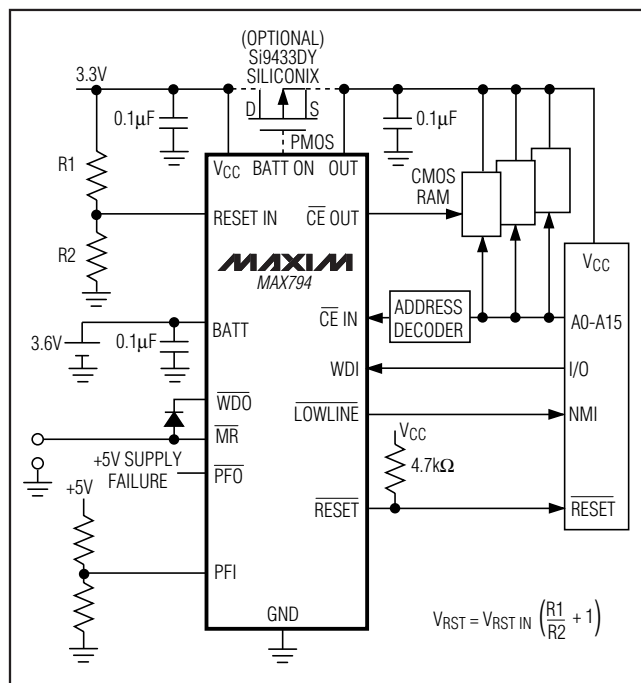 (OPTIONAL)
Si9433DY
SILICONIX
3.3V
D
S
0.1µF
0.1µF
PMOS
VCC
BATT ON
OUT
R1
R2
RESET IN
CE OUT
CMOS
RAM
MAXIM
MAX794
VCC
3.6V
0.1µF
BATT
CE IN
ADDRESS
DECODER
A0-A15
WDI
I/O
WDO
LOWLINE
NMI
MR
VCC
4.7kΩ
+5V SUPPLY
FAILURE
PFO
+5V
RESET
RESET
PFI
GND
VRST = VRST IN (R1/R2 + 1)